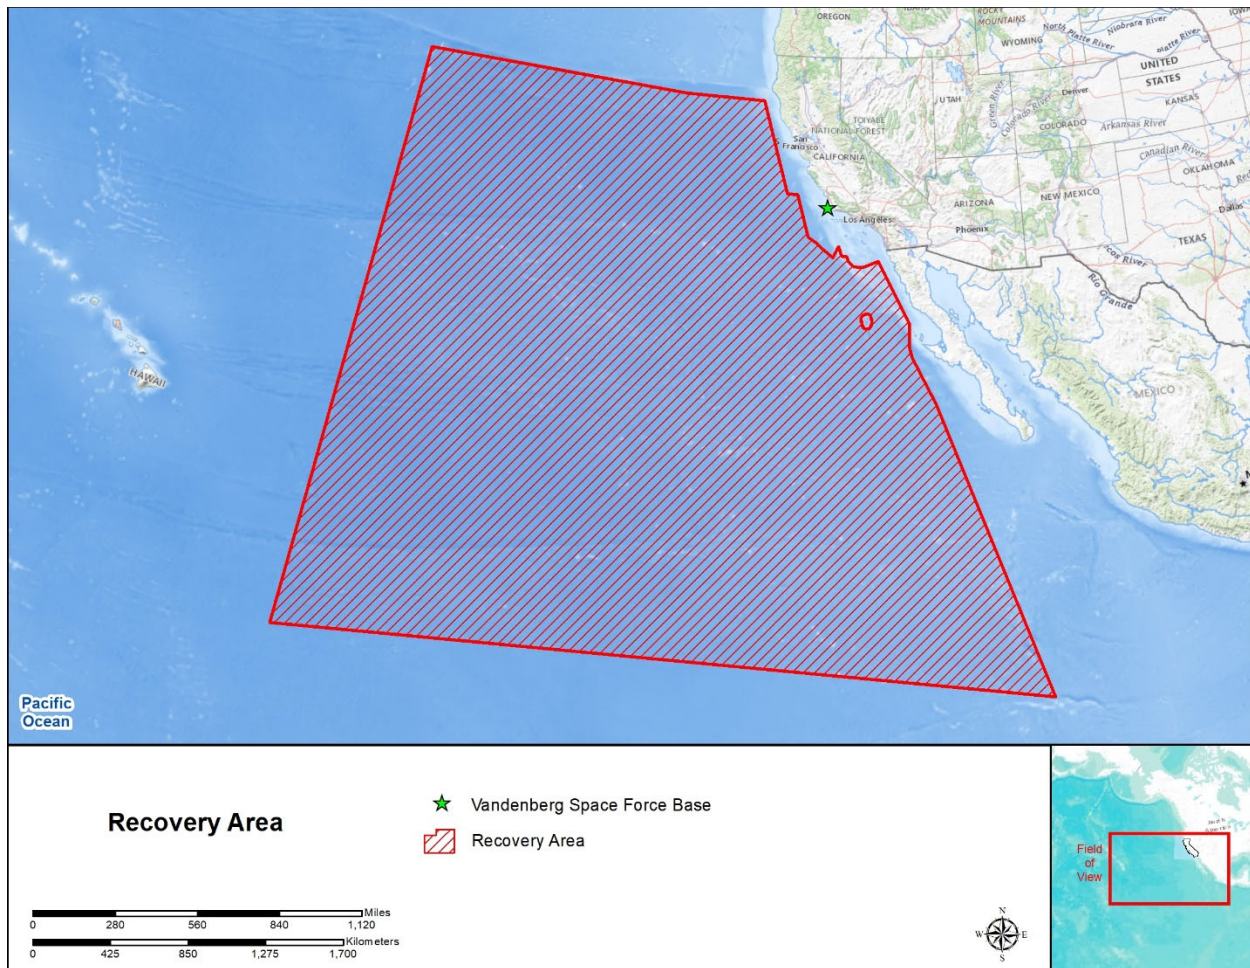 OREGON
ROCKY
MOUNTAINS
IOWA
WYOMING
North Platte River
Niobrara River
Platte River
UNITED
STATES
Denver
UTAH
Green River
Colorado River
COLORADO
KANSAS
TOIYABE
NATIONAL FOREST
Arkansas River
San
Francisco
CALIFORNIA
Canadian River
OKLAHOMA
Red
ARIZONA
NEW MEXICO
Dallas
Los Angeles
Phoenix
TEXAS
Pecos River
Rio Grande
HAWAII
MEXICO
Pacific
Ocean
Recovery Area
Vandenberg Space Force Base
Recovery Area
Field
of
View
Miles
0 280 560 840 1,120
Kilometers
0 425 850 1,275 1,700
N
W E
S